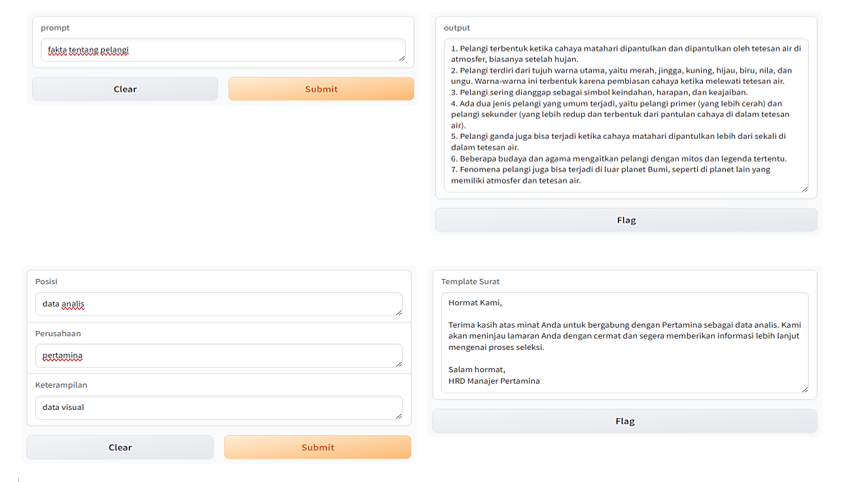 prompt
fakta tentang pelangi
Clear
Submit
output
1. Pelangi terbentuk ketika cahaya matahari dipantulkan dan dipantulkan oleh tetesan air di
atmosfer, biasanya setelah hujan.
2. Pelangi terdiri dari tujuh warna utama, yaitu merah, jingga, kuning, hijau, biru, nila, dan
ungu. Warna-warna ini terbentuk karena pembiasan cahaya ketika melewati tetesan air.
3. Pelangi sering dianggap sebagai simbol keindahan, harapan, dan keajaiban.
4. Ada dua jenis pelangi yang umum terjadi, yaitu pelangi primer (yang lebih cerah) dan
pelangi sekunder (yang lebih redup dan terbentuk dari pantulan cahaya di dalam tetesan
air).
5. Pelangi ganda juga bisa terjadi ketika cahaya matahari dipantulkan lebih dari sekali di
dalam tetesan air.
6. Beberapa budaya dan agama mengaitkan pelangi dengan mitos dan legenda tertentu.
7. Fenomena pelangi juga bisa terjadi di luar planet Bumi, seperti di planet lain yang
memiliki atmosfer dan tetesan air.
Flag
Posisi
data analis
Perusahaan
pertamina
Keterampilan
data visual
Clear
Submit
Template Surat
Hormat Kami,
Terima kasih atas minat Anda untuk bergabung dengan Pertamina sebagai data analis. Kami
akan meninjau lamaran Anda dengan cermat dan segera memberikan informasi lebih lanjut
mengenai proses seleksi.
Salam hormat,
HRD Manajer Pertamina
Flag